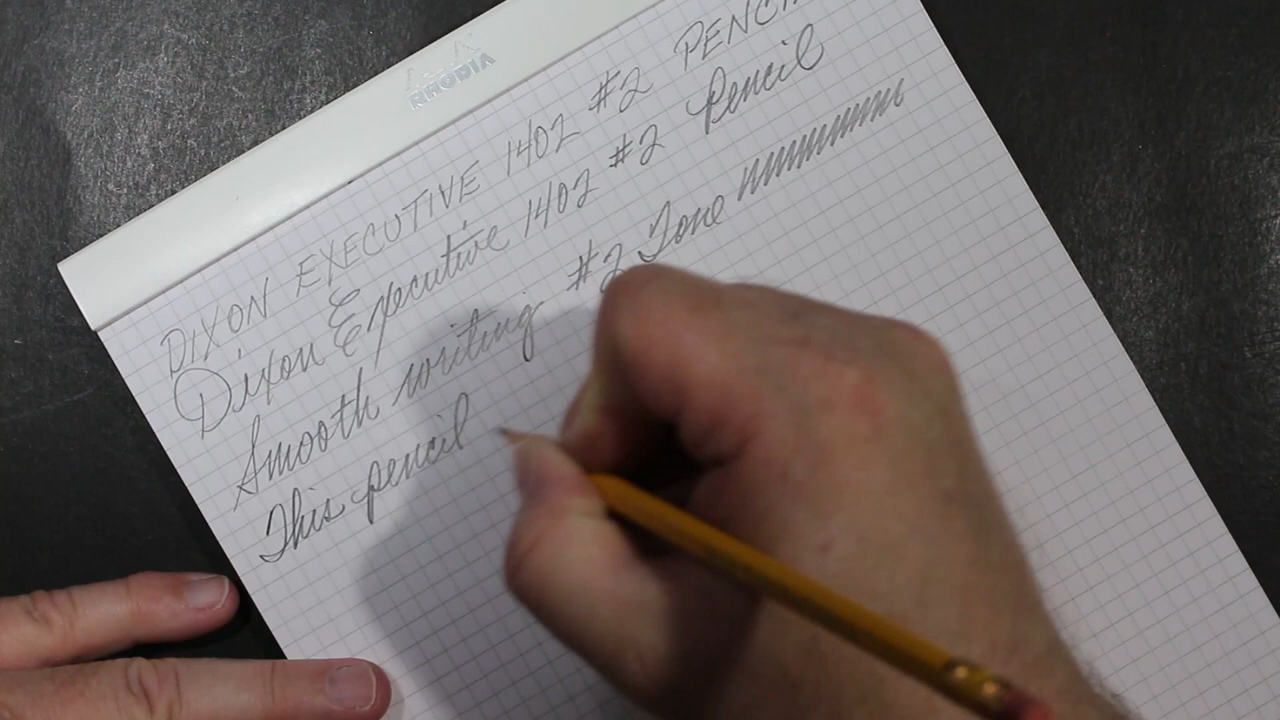 RHODIA
DIXON EXECUTIVE 1402 #2 PENCIL
Dixon Executive 1402 #2 Pencil
Smooth writing #2 Tone
This pencil